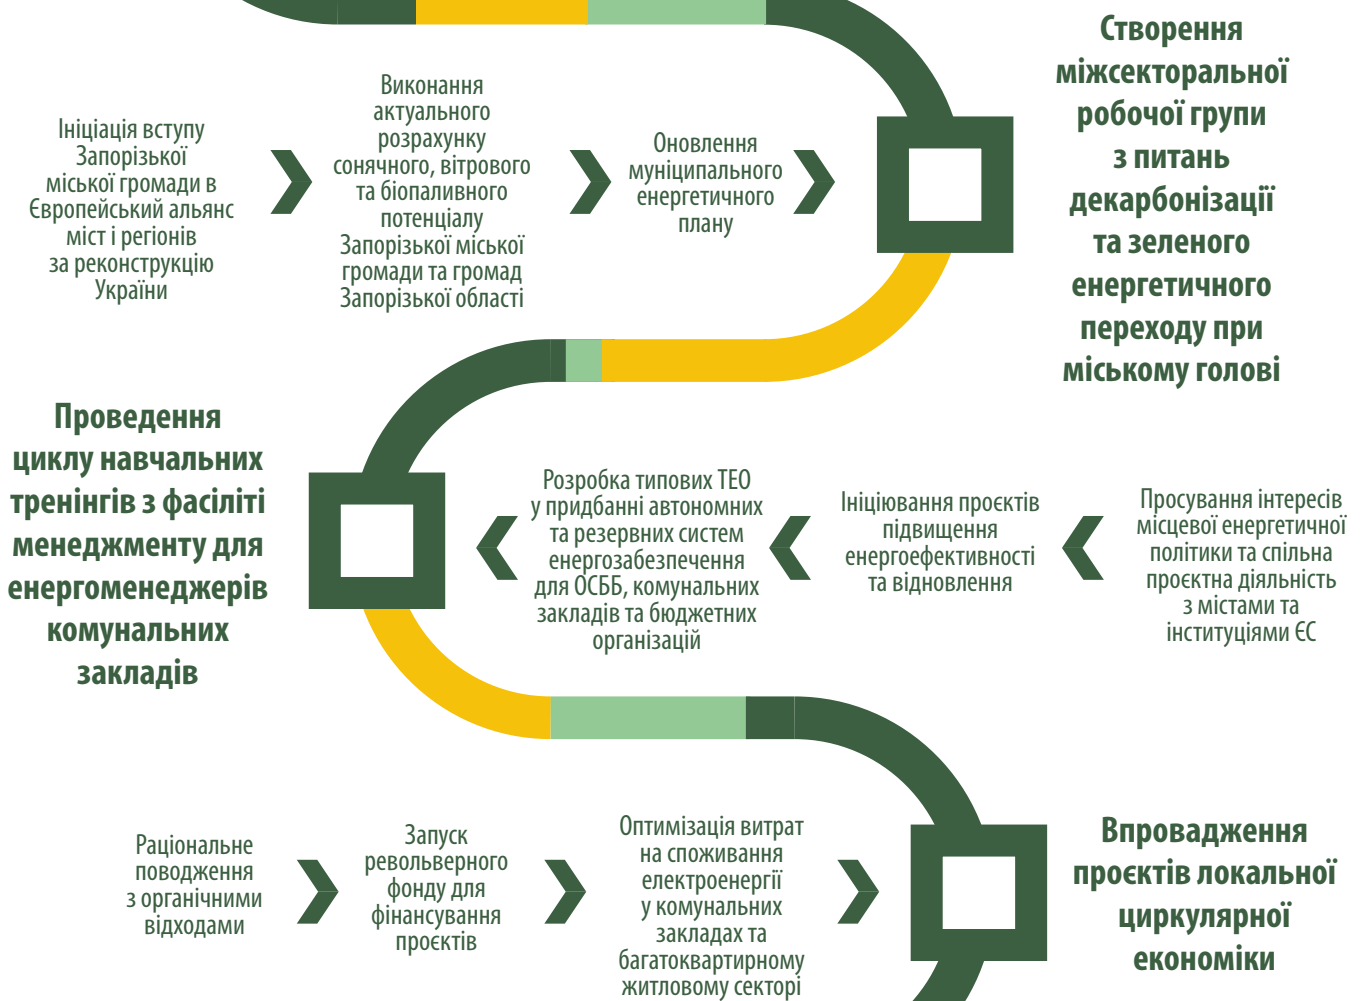 Ініціація вступу
Запорізької
міської громади в
Європейський альянс
міст і регіонів
за реконструкцію
України
Виконання
актуального
розрахунку
сонячного, вітрового
та біопаливного
потенціалу
Запорізької міської
громади та громад
Запорізької області
Оновлення
муніципального
енергетичного
плану
Створення
міжсекторальної
робочої групи
з питань
декарбонізації
та зеленого
енергетичного
переходу при
міському голові
Просування інтересів
місцевої енергетичної
політики та спільна
проєктна діяльність
з містами та
інституціями ЄС
Ініціювання проєктів
підвищення
енергоефективності
та відновлення
Розробка типових ТЕО
у придбанні автономних
та резервних систем
енергозабезпечення
для ОСББ, комунальних
закладів та бюджетних
організацій
Проведення
циклу навчальних
тренінгів з фасіліті
менеджменту для
енергоменеджерів
комунальних
закладів
Раціональне
поводження
з органічними
відходами
Запуск
револьверного
фонду для
фінансування
проєктів
Оптимізація витрат
на споживання
електроенергії
у комунальних
закладах та
багатоквартирному
житловому секторі
Впровадження
проєктів локальної
циркулярної
економіки